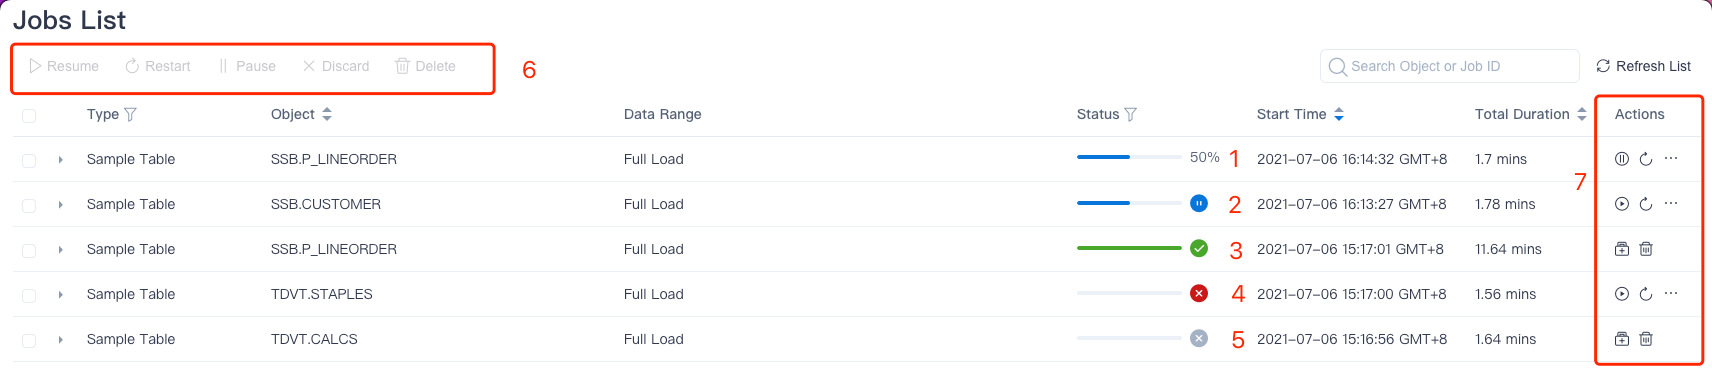 Jobs List
Resume Restart Pause Discard Delete 6 Search Object or Job ID Refresh List
Type Object Data Range Status Start Time Total Duration Actions
Sample Table SSB.P_LINEORDER Full Load 50% 1 2021-07-06 16:14:32 GMT+8 1.7 mins
7
Sample Table SSB.CUSTOMER Full Load 2 2021-07-06 16:13:27 GMT+8 1.78 mins
Sample Table SSB.P_LINEORDER Full Load 3 2021-07-06 15:17:01 GMT+8 11.64 mins
Sample Table TDVT.STAPLES Full Load 4 2021-07-06 15:17:00 GMT+8 1.56 mins
Sample Table TDVT.CALCS Full Load 5 2021-07-06 15:16:56 GMT+8 1.64 mins